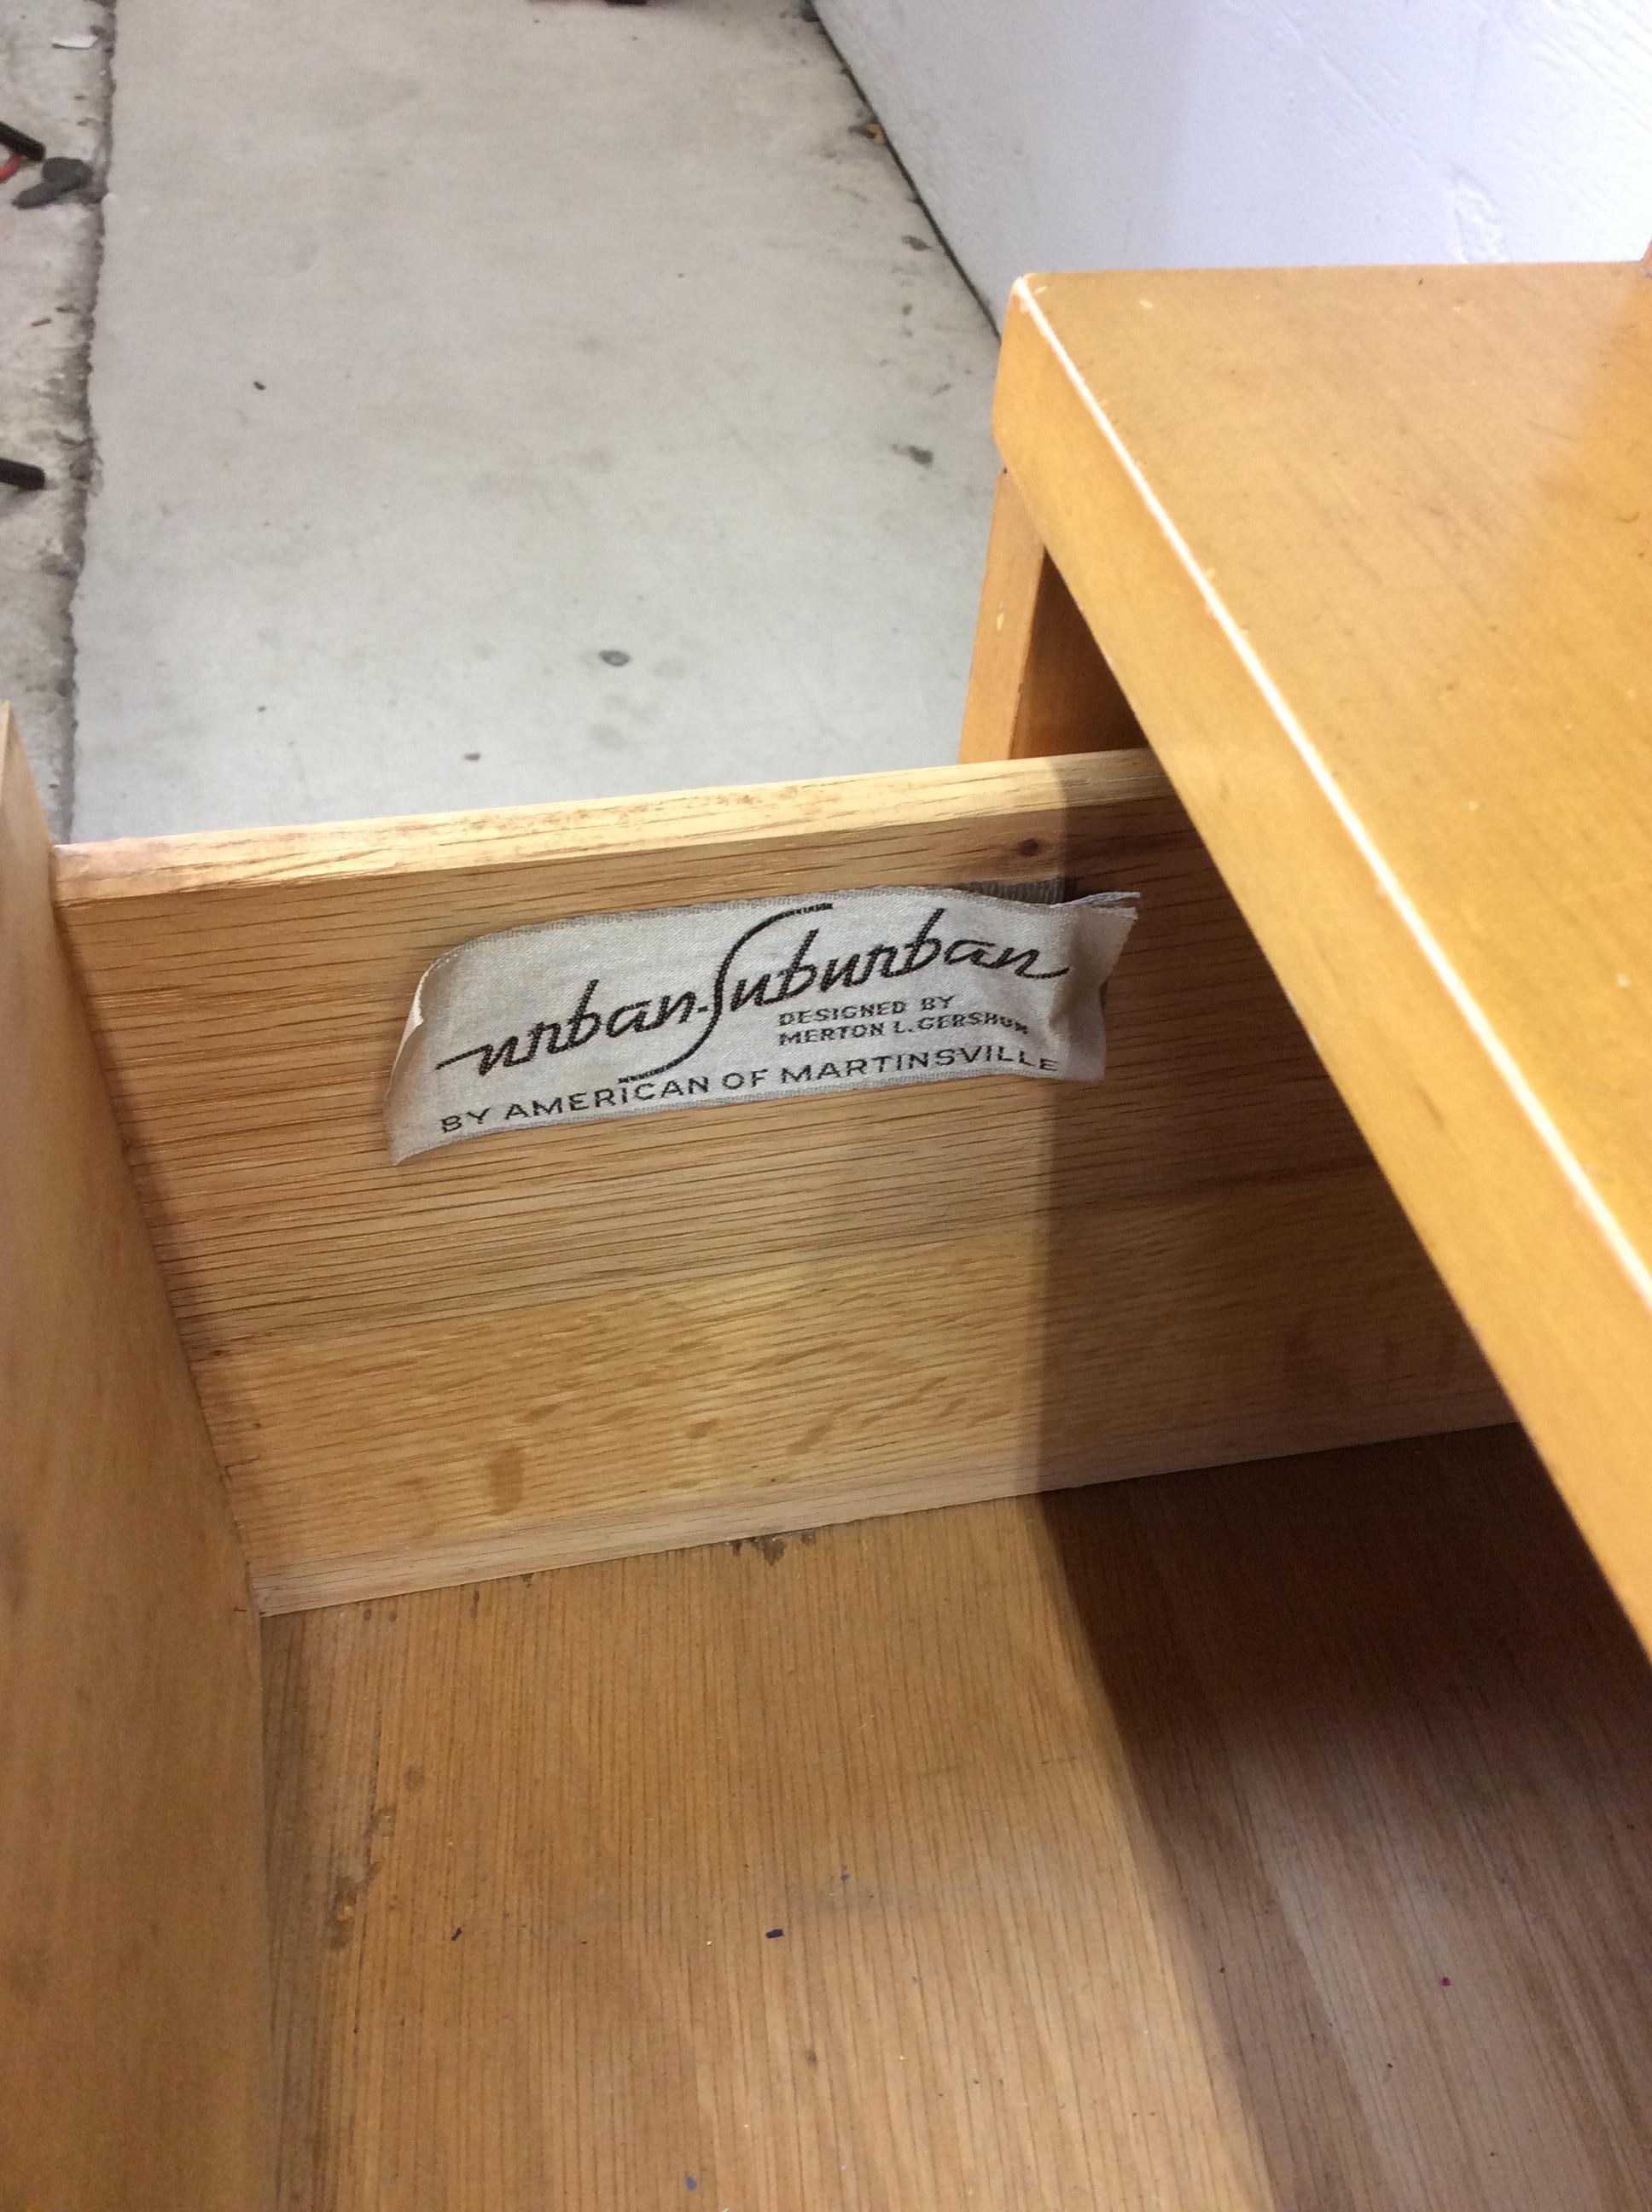 urban-Suburban
DESIGNED BY
MERTON L. GERSHUN
BY AMERICAN OF MARTINSVILLE